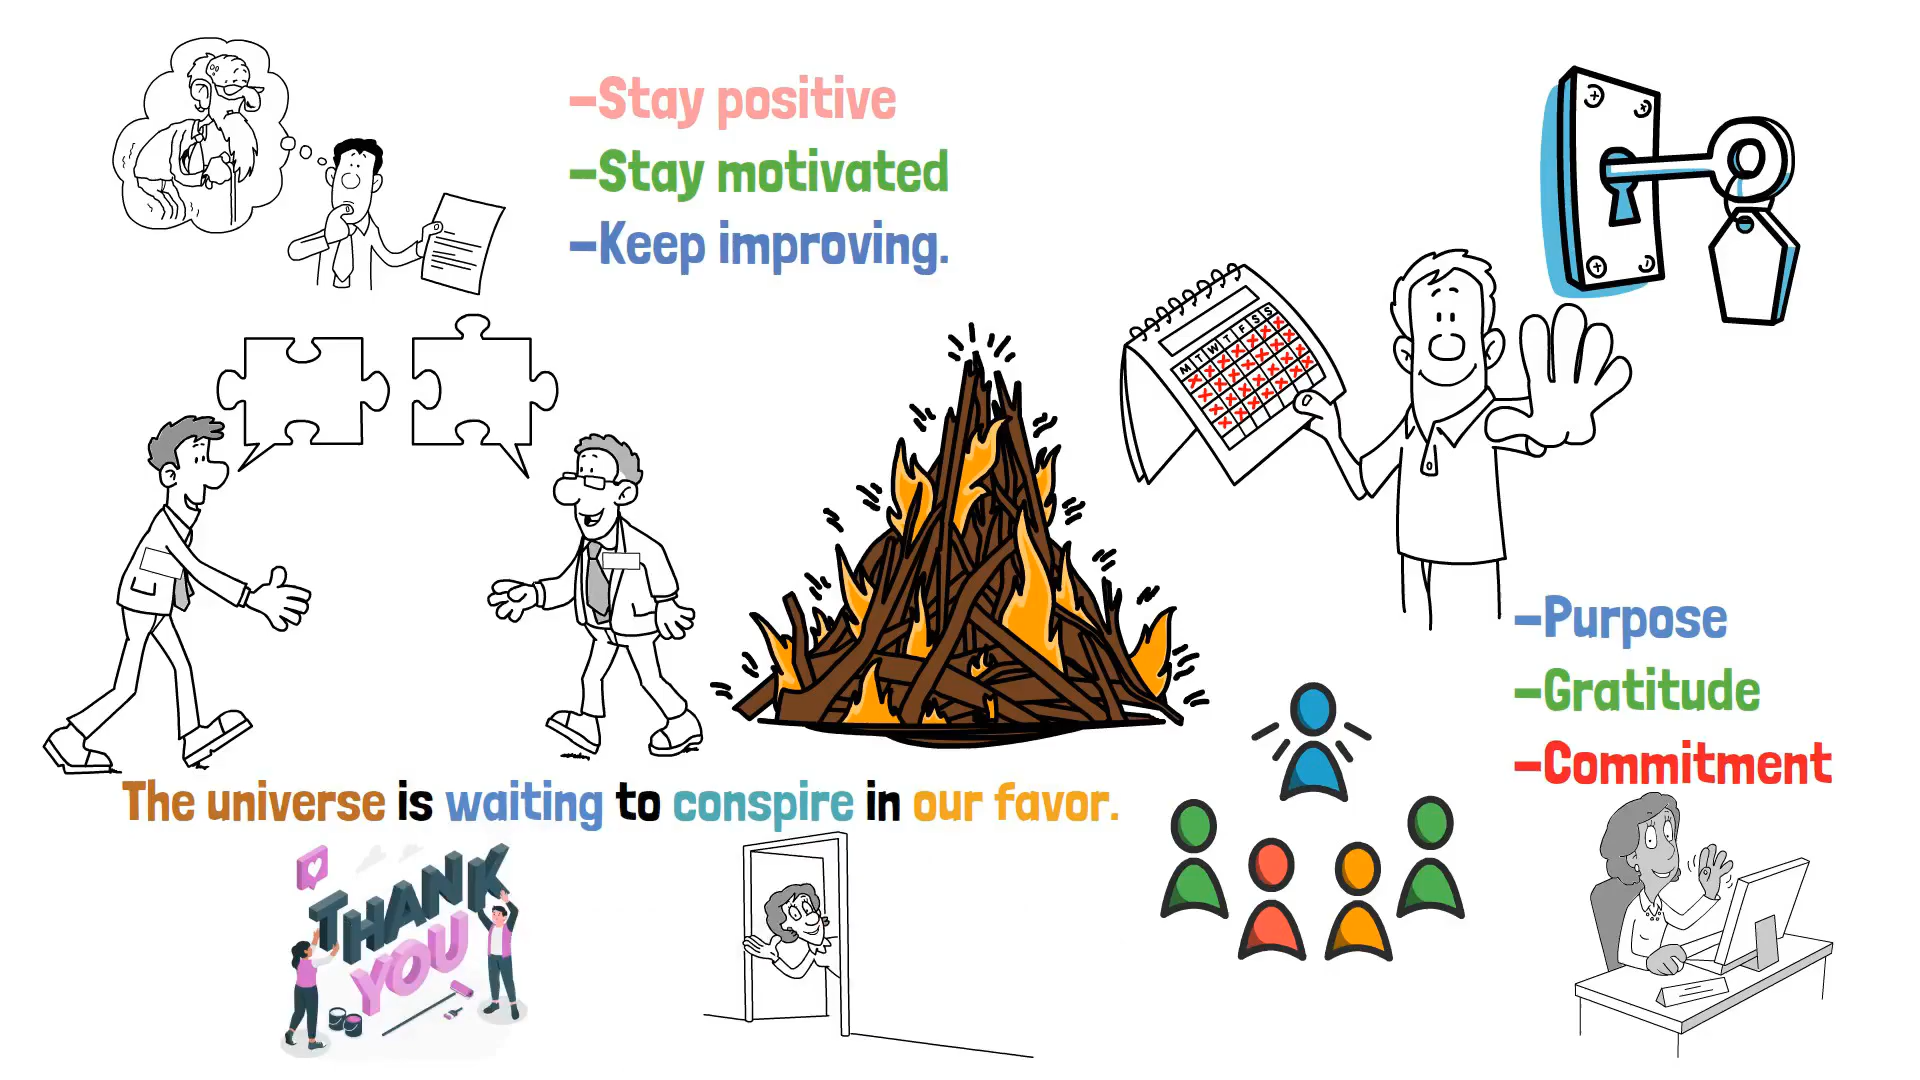 –Stay positive
–Stay motivated
–Keep improving.
M T W T F S S
–Purpose
–Gratitude
–Commitment
The universe is waiting to conspire in our favor.
THANK
YOU